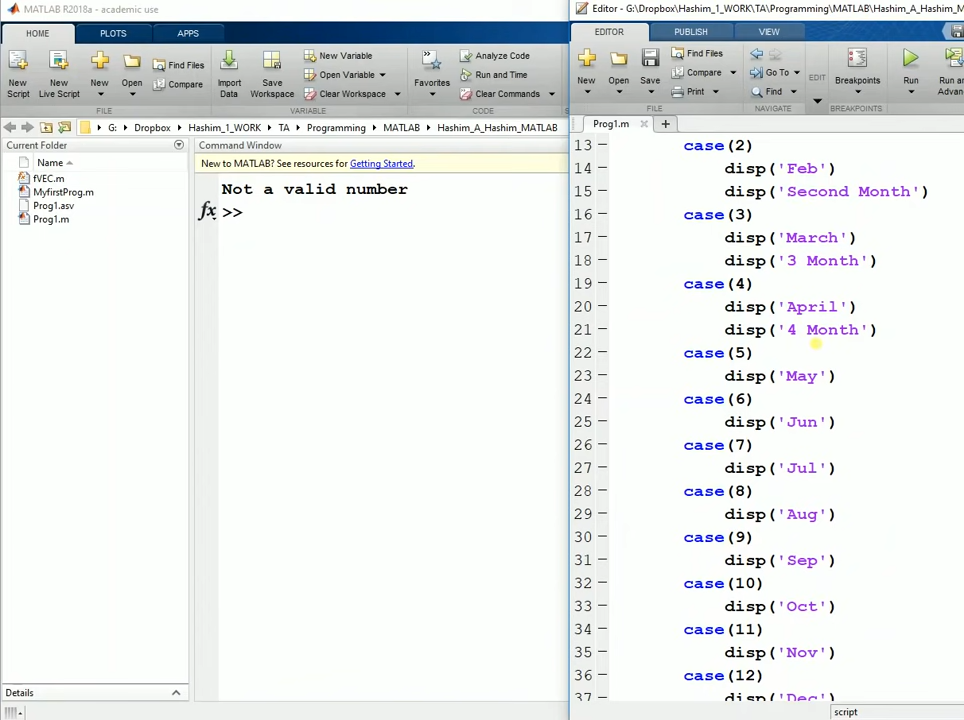 MATLAB R2018a - academic use
HOME PLOTS APPS
New Script
New Live Script
New
Open
Find Files
Compare
Import Data
Save Workspace
New Variable
Open Variable
Clear Workspace
Favorites
Analyze Code
Run and Time
Clear Commands
FILE VARIABLE CODE
G: Dropbox Hashim_1_WORK TA Programming MATLAB Hashim_A_Hashim_MATLAB
Current Folder
Name
fVEC.m
MyfirstProg.m
Prog1.asv
Prog1.m
Details
Command Window
New to MATLAB? See resources for Getting Started.
Not a valid number
fx >>
Editor - G:\Dropbox\Hashim_1_WORK\TA\Programming\MATLAB\Hashim_A_Hashim_M
EDITOR PUBLISH VIEW
New
Open
Save
Find Files
Compare
Print
Go To
Find
EDIT
Breakpoints
Run
Run an
Advan
FILE NAVIGATE BREAKPOINTS
Prog1.m
13 case(2)
14 disp('Feb')
15 disp('Second Month')
16 case(3)
17 disp('March')
18 disp('3 Month')
19 case(4)
20 disp('April')
21 disp('4 Month')
22 case(5)
23 disp('May')
24 case(6)
25 disp('Jun')
26 case(7)
27 disp('Jul')
28 case(8)
29 disp('Aug')
30 case(9)
31 disp('Sep')
32 case(10)
33 disp('Oct')
34 case(11)
35 disp('Nov')
36 case(12)
37 disp('Dec')
script